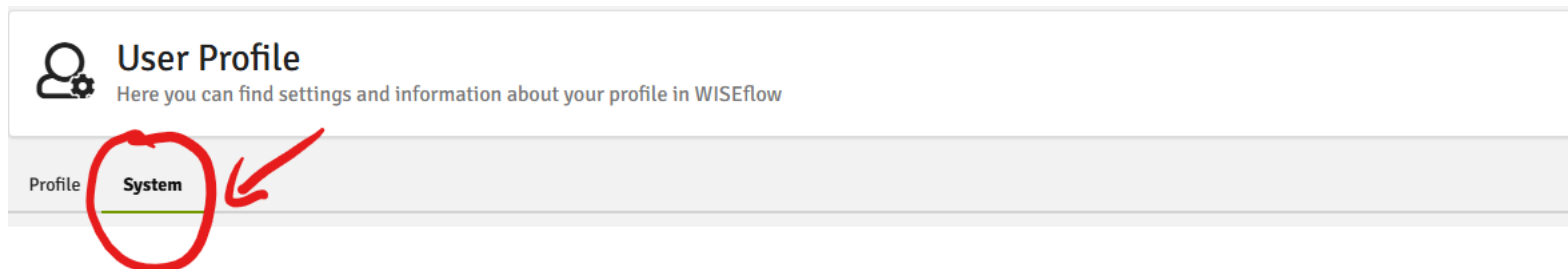 User Profile
Here you can find settings and information about your profile in WISEflow
Profile System